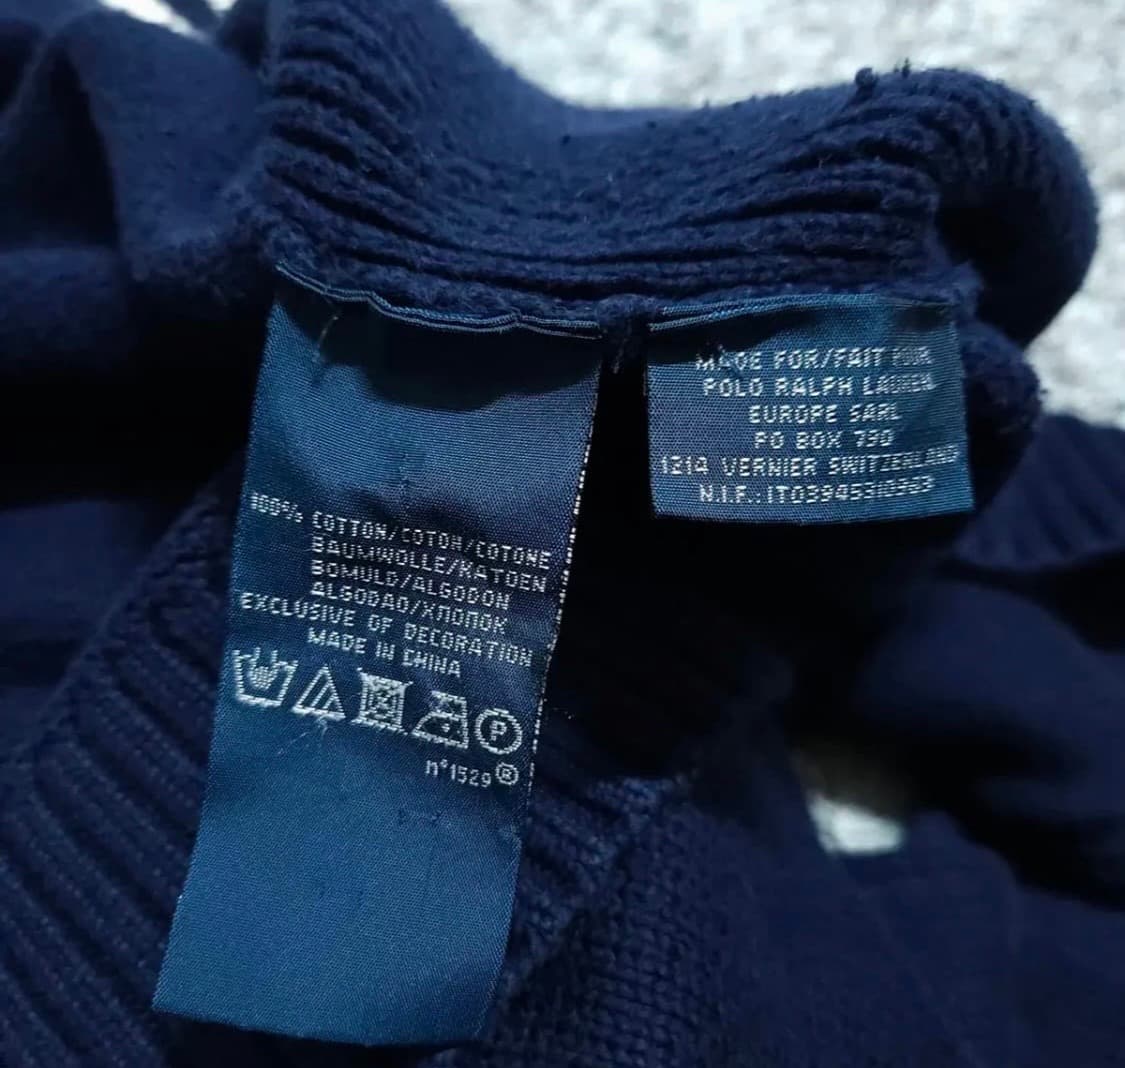 100% COTTON/COTON/COTONE
BAUMWOLLE/KATOEN
BOMULD/ALGODON
ALGODAO/ХЛОПОК
EXCLUSIVE OF DECORATION
MADE IN CHINA
P
n°1529®
MADE FOR/FAIT POUR
POLO RALPH LAUREN
EUROPE SARL
PO BOX 790
1214 VERNIER SWITZERLAND
N.I.F.: